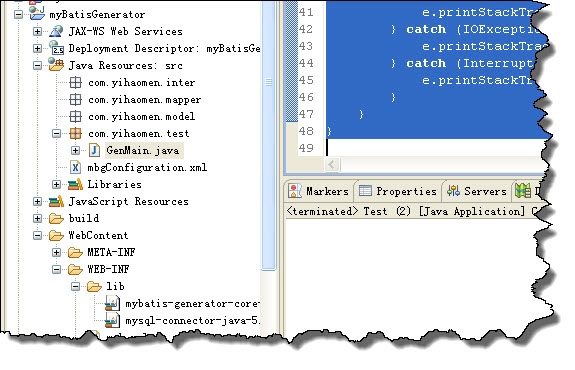 myBatisGenerator
JAX-WS Web Services
Deployment Descriptor: myBatisGe
Java Resources: src
com.yihaomen.inter
com.yihaomen.mapper
com.yihaomen.model
com.yihaomen.test
GenMain.java
mbgConfiguration.xml
Libraries
JavaScript Resources
build
WebContent
META-INF
WEB-INF
lib
mybatis-generator-core-
mysql-connector-java-5.
41 e.printStackTra
42 } catch (IOExceptio
43 e.printStackTrac
44 } catch (Interrupt
45 e.printStackT
46 }
47 }
48 }
49
Markers Properties Servers D
<terminated> Test (2) [Java Application] C